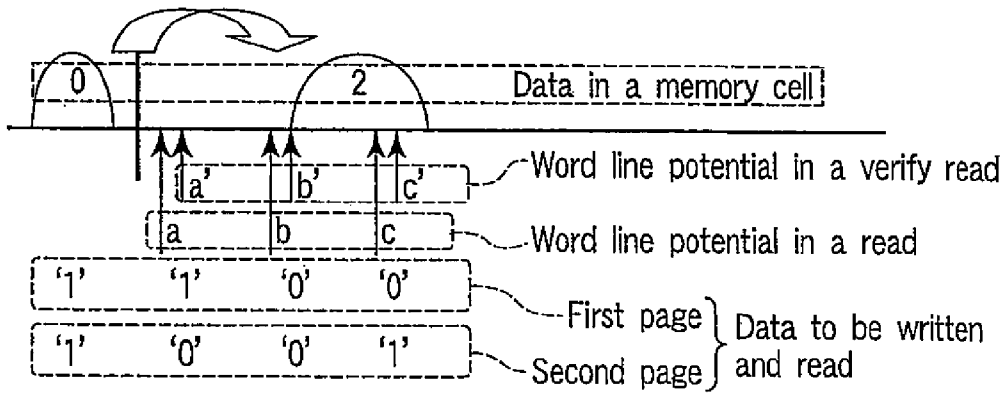 0 2 Data in a memory cell
a’ b’ c’ Word line potential in a verify read
a b c Word line potential in a read
‘1’ ‘1’ ‘0’ ‘0’ First page
‘1’ ‘0’ ‘0’ ‘1’ Second page
Data to be written
and read